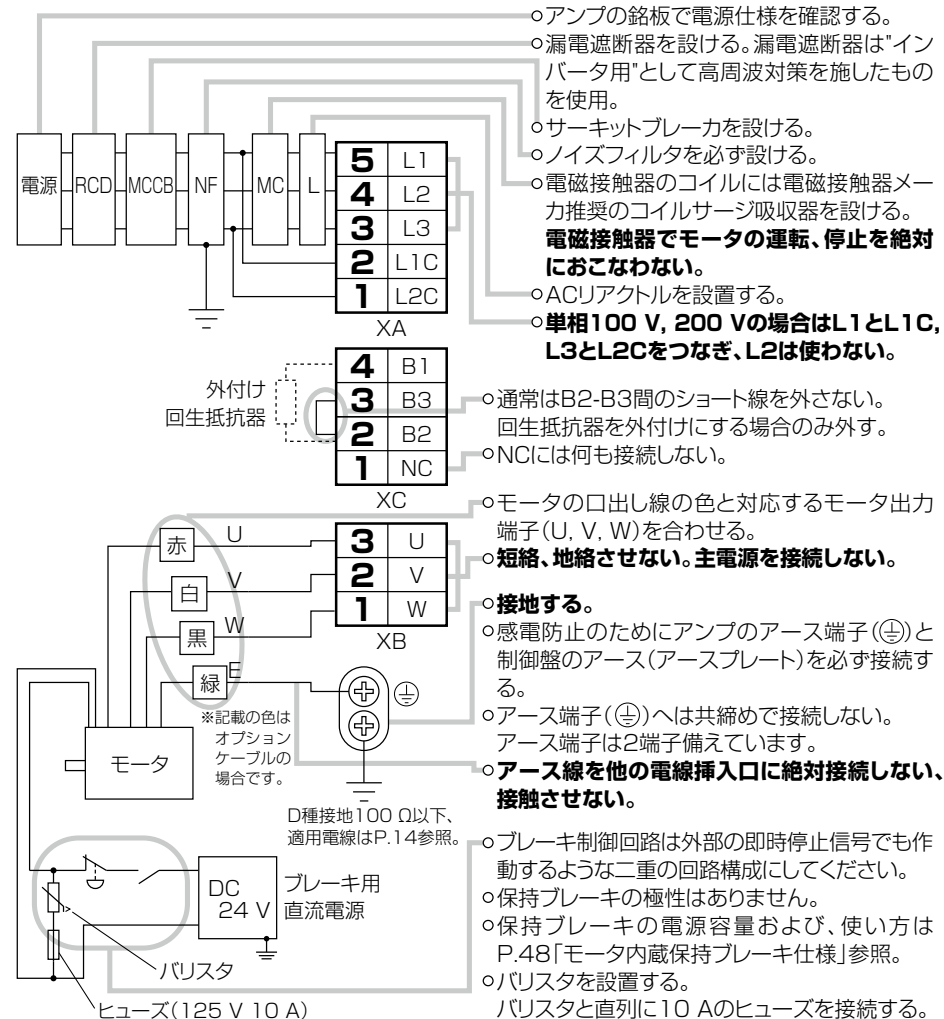 アンプの銘板で電源仕様を確認する。
漏電遮断器を設ける。漏電遮断器は"イン
バータ用"として高周波対策を施したもの
を使用。
サーキットブレーカを設ける。
ノイズフィルタを必ず設ける。
電磁接触器のコイルには電磁接触器メー
カ推奨のコイルサージ吸収器を設ける。
電磁接触器でモータの運転、停止を絶対
におこなわない。
ACリアクトルを設置する。
単相100 V, 200 Vの場合はL1とL1C,
L3とL2Cをつなぎ、L2は使わない。
電源 RCD MCCB NF MC L
5 L1
4 L2
3 L3
2 L1C
1 L2C
XA
外付け
回生抵抗器
4 B1
3 B3
2 B2
1 NC
XC
通常はB2-B3間のショート線を外さない。
回生抵抗器を外付けにする場合のみ外す。
NCには何も接続しない。
モータの口出し線の色と対応するモータ出力
端子(U, V, W)を合わせる。
短絡、地絡させない。主電源を接続しない。
赤 U
白 V
黒 W
緑 E
3 U
2 V
1 W
XB
※記載の色は
オプション
ケーブルの
場合です。
モータ
D種接地100 Ω以下、
適用電線はP.14参照。
接地する。
感電防止のためにアンプのアース端子(⏚)と
制御盤のアース(アースプレート)を必ず接続す
る。
アース端子(⏚)へは共締めで接続しない。
アース端子は2端子備えています。
アース線を他の電線挿入口に絶対接続しない、
接触させない。
DC
24 V
ブレーキ用
直流電源
バリスタ
ヒューズ(125 V 10 A)
ブレーキ制御回路は外部の即時停止信号でも作
動するような二重の回路構成にしてください。
保持ブレーキの極性はありません。
保持ブレーキの電源容量および、使い方は
P.48「モータ内蔵保持ブレーキ仕様」参照。
バリスタを設置する。
バリスタと直列に10 Aのヒューズを接続する。